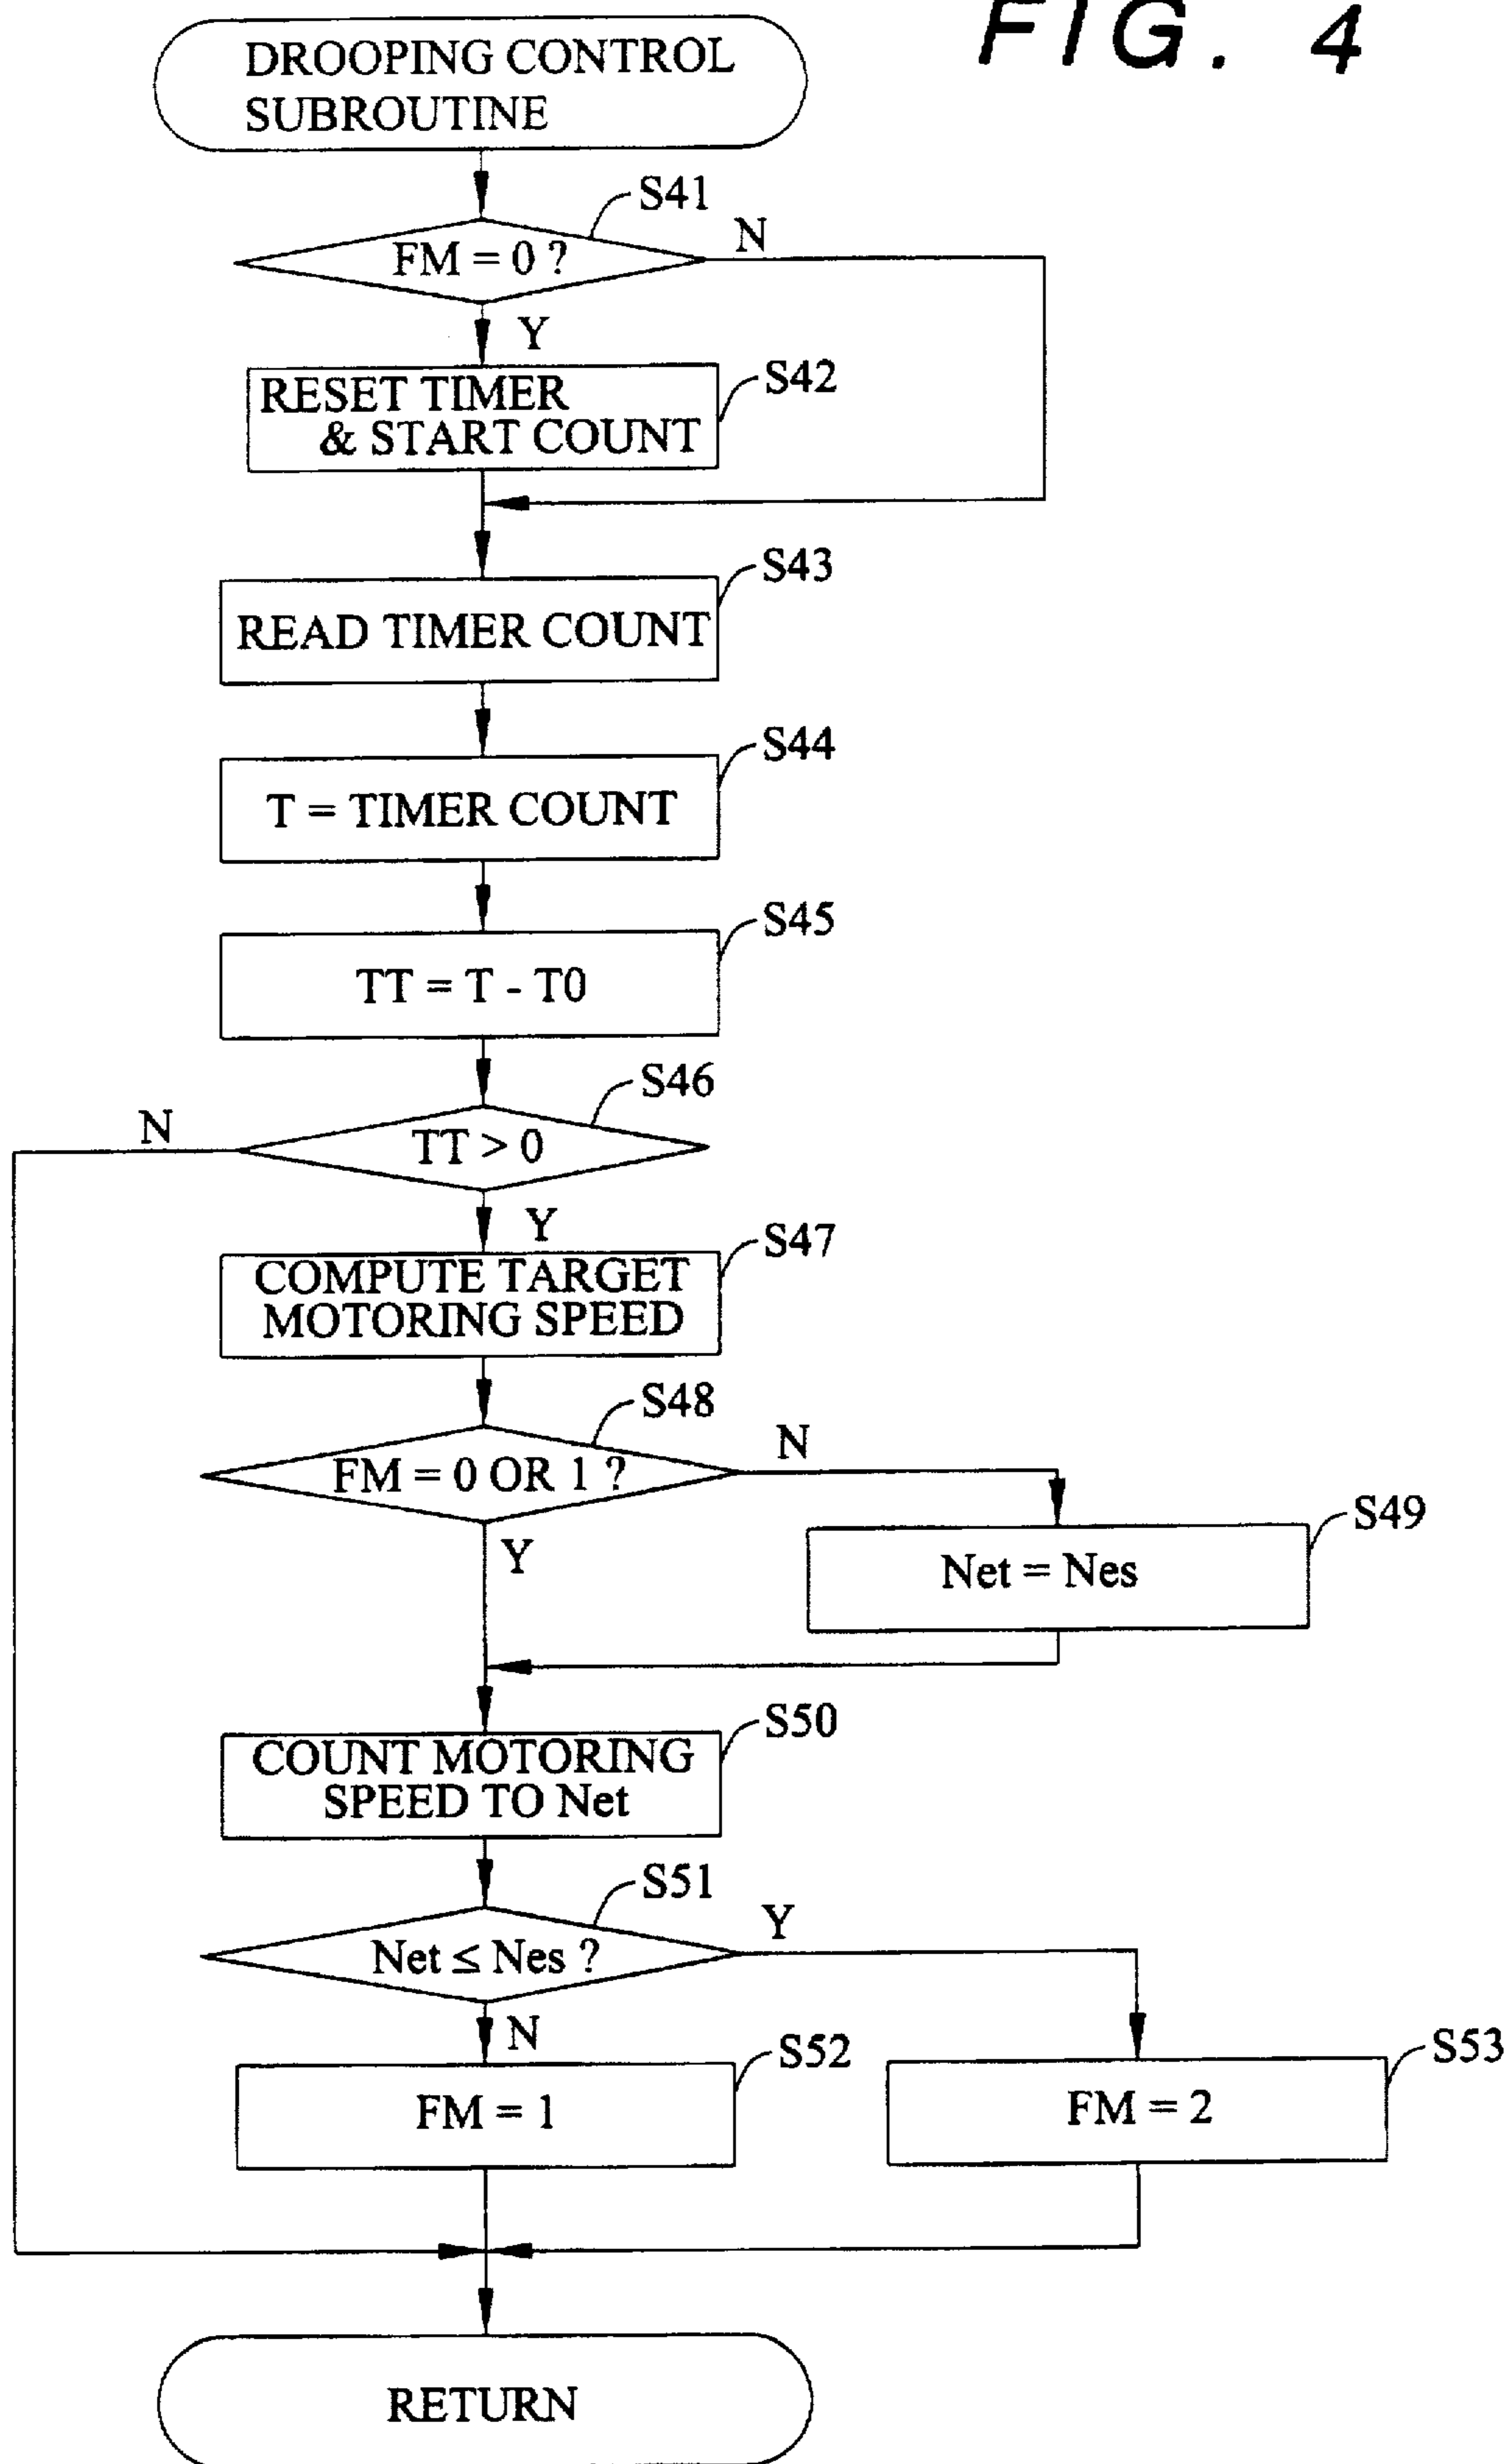 FIG. 4
DROOPING CONTROL
SUBROUTINE
S41
FM = 0 ?
N
Y
S42
RESET TIMER
& START COUNT
S43
READ TIMER COUNT
S44
T = TIMER COUNT
S45
TT = T - T0
S46
N
TT > 0
Y
S47
COMPUTE TARGET
MOTORING SPEED
S48
FM = 0 OR 1 ?
N
Y
S49
Net = Nes
S50
COUNT MOTORING
SPEED TO Net
S51
Net ≤ Nes ?
Y
N
S52
FM = 1
S53
FM = 2
RETURN